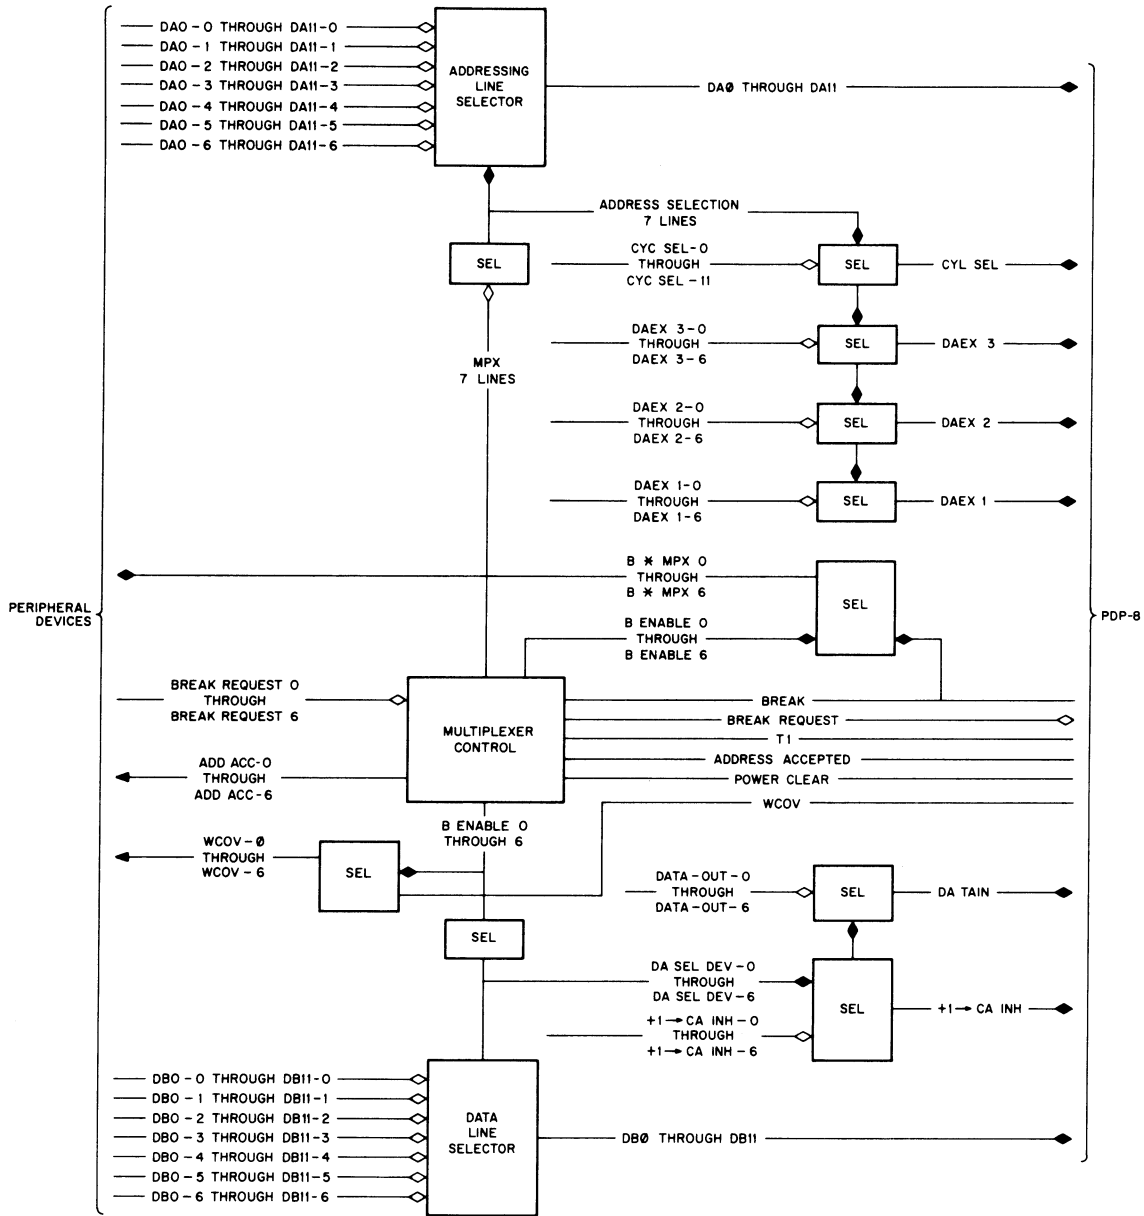 DA0-0 THROUGH DA11-0
DA0-1 THROUGH DA11-1
DA0-2 THROUGH DA11-2
DA0-3 THROUGH DA11-3
DA0-4 THROUGH DA11-4
DA0-5 THROUGH DA11-5
DA0-6 THROUGH DA11-6
ADDRESSING
LINE
SELECTOR
DAØ THROUGH DA11
ADDRESS SELECTION
7 LINES
SEL
CYC SEL-0
THROUGH
CYC SEL-11
SEL
CYL SEL
MPX
7 LINES
DAEX 3-0
THROUGH
DAEX 3-6
SEL
DAEX 3
DAEX 2-0
THROUGH
DAEX 2-6
SEL
DAEX 2
DAEX 1-0
THROUGH
DAEX 1-6
SEL
DAEX 1
B * MPX 0
THROUGH
B * MPX 6
SEL
PERIPHERAL
DEVICES
PDP-8
B ENABLE 0
THROUGH
B ENABLE 6
BREAK REQUEST 0
THROUGH
BREAK REQUEST 6
MULTIPLEXER
CONTROL
BREAK
BREAK REQUEST
T1
ADDRESS ACCEPTED
POWER CLEAR
WCOV
ADD ACC-0
THROUGH
ADD ACC-6
B ENABLE 0
THROUGH 6
WCOV-Ø
THROUGH
WCOV-6
SEL
DATA-OUT-0
THROUGH
DATA-OUT-6
SEL
DA TAIN
SEL
DA SEL DEV-0
THROUGH
DA SEL DEV-6
+1→CA INH-0
THROUGH
+1→CA INH-6
SEL
+1→CA INH
DB0-0 THROUGH DB11-0
DB0-1 THROUGH DB11-1
DB0-2 THROUGH DB11-2
DB0-3 THROUGH DB11-3
DB0-4 THROUGH DB11-4
DB0-5 THROUGH DB11-5
DB0-6 THROUGH DB11-6
DATA
LINE
SELECTOR
DBØ THROUGH DB11